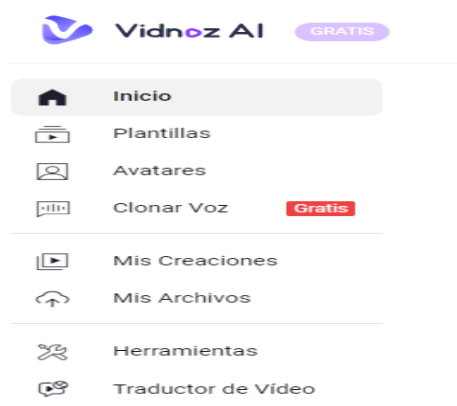 Vidnoz AI GRATIS
Inicio
Plantillas
Avatares
Clonar Voz Gratis
Mis Creaciones
Mis Archivos
Herramientas
Traductor de Vídeo